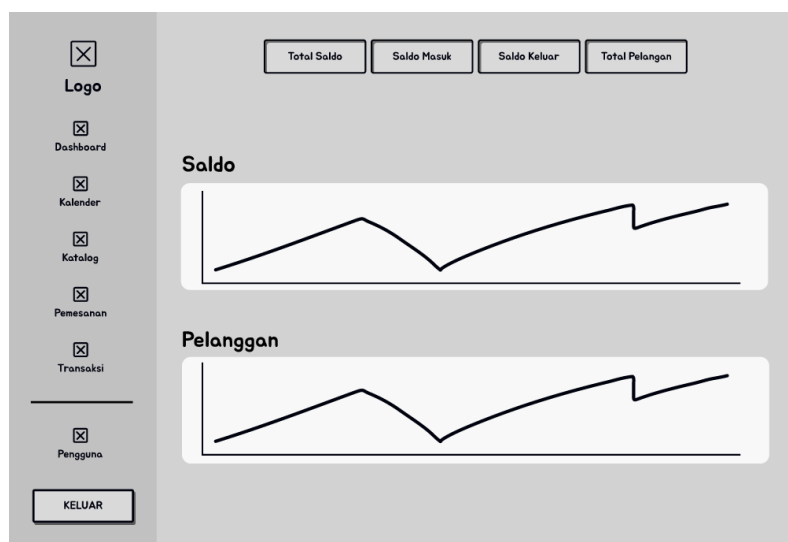 Logo
Dashboard
Kalender
Katalog
Pemesanan
Transaksi
Pengguna
KELUAR
Total Saldo
Saldo Masuk
Saldo Keluar
Total Pelangan
Saldo
Pelanggan